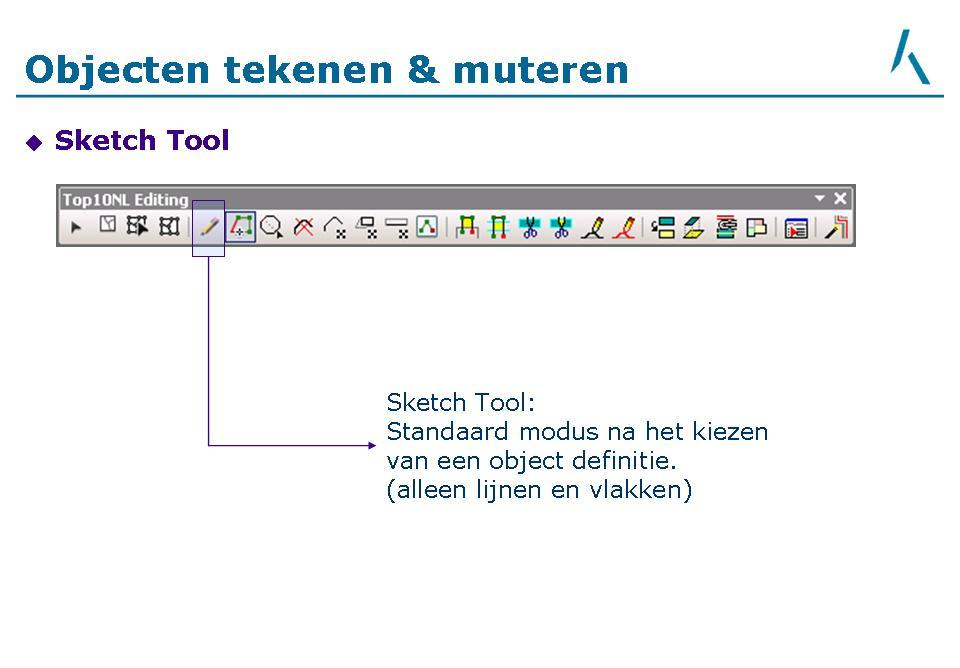 Objecten tekenen & muteren
Sketch Tool
Top10NL Editing
Sketch Tool:
Standaard modus na het kiezen
van een object definitie.
(alleen lijnen en vlakken)